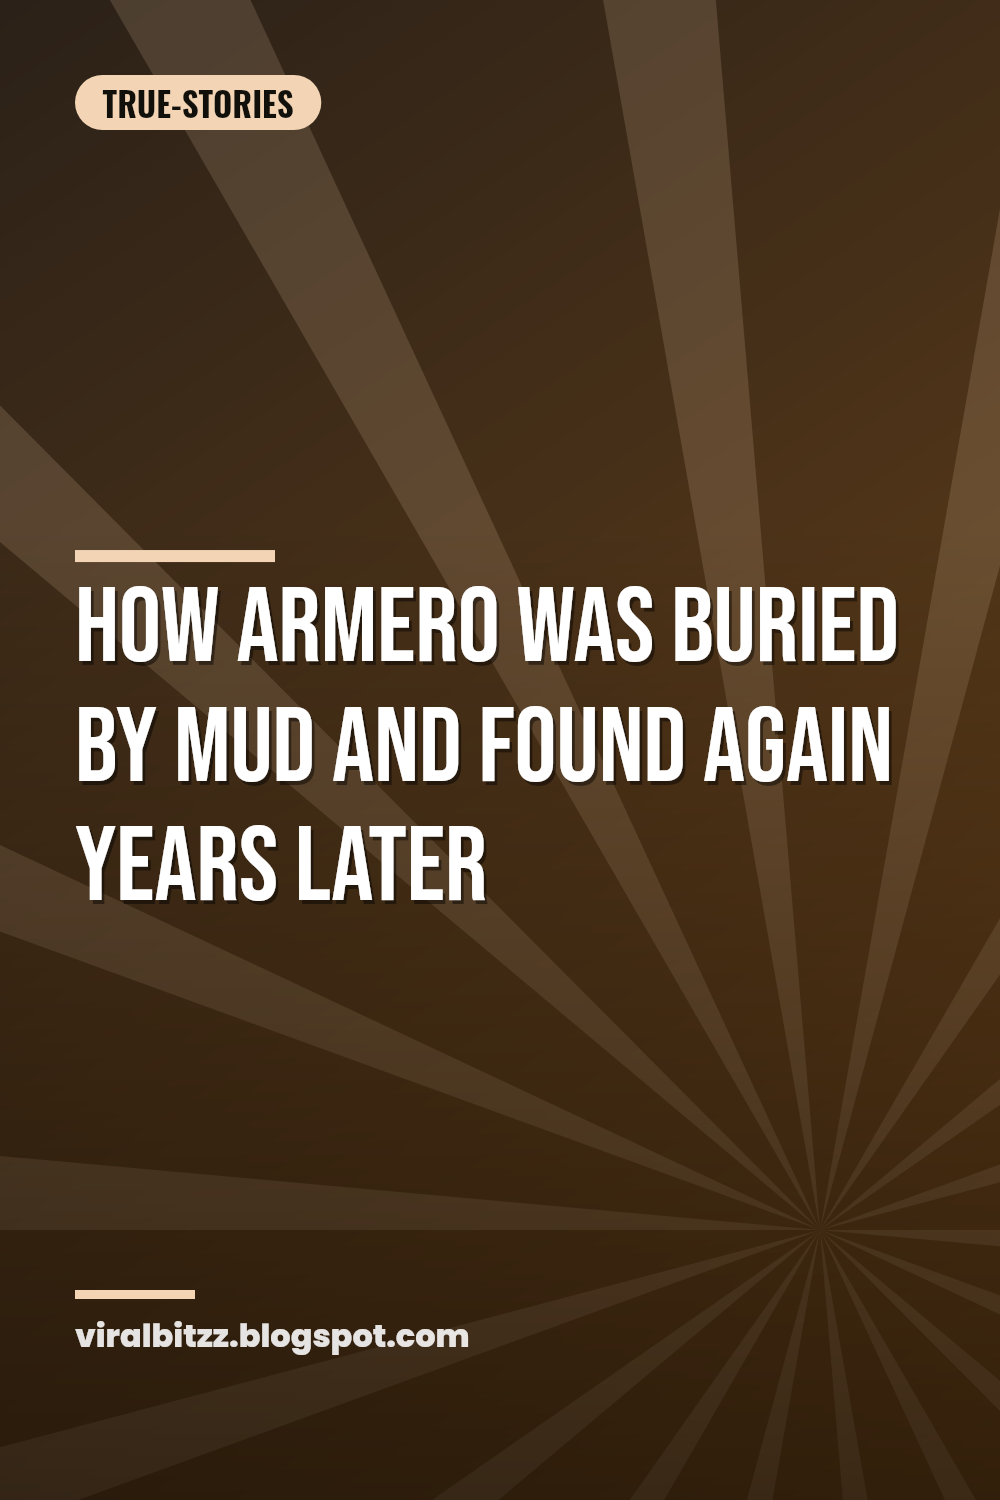 TRUE-STORIES
HOW ARMERO WAS BURIED
BY MUD AND FOUND AGAIN
YEARS LATER
viralbitzz.blogspot.com